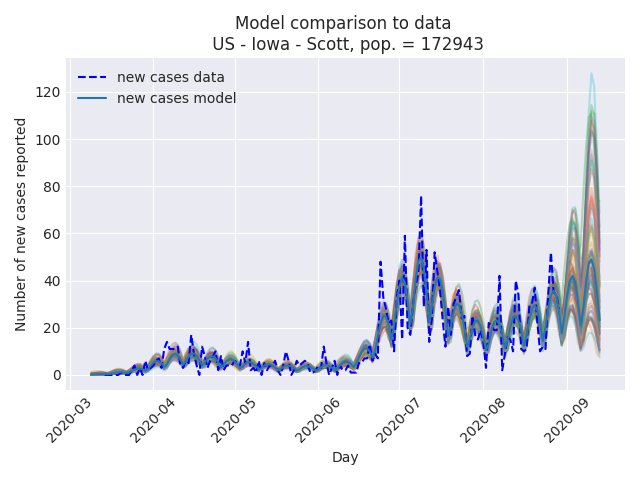 Model comparison to data
US - Iowa - Scott, pop. = 172943
new cases data
new cases model
Number of new cases reported
120
100
80
60
40
20
0
2020-03
2020-04
2020-05
2020-06
2020-07
2020-08
2020-09
Day